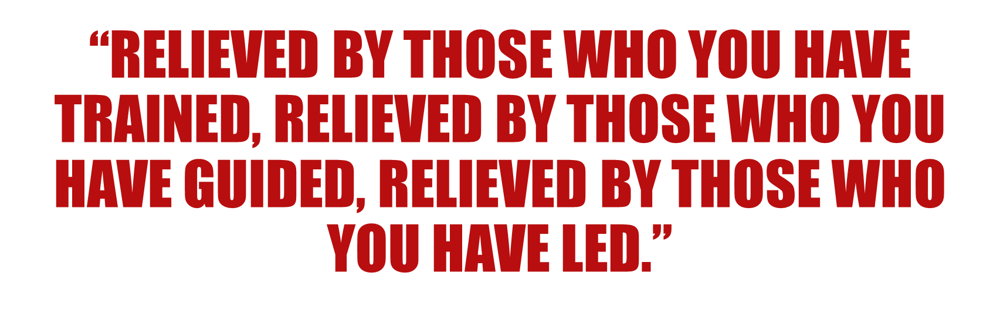 “RELIEVED BY THOSE WHO YOU HAVE
TRAINED, RELIEVED BY THOSE WHO YOU
HAVE GUIDED, RELIEVED BY THOSE WHO
YOU HAVE LED.”